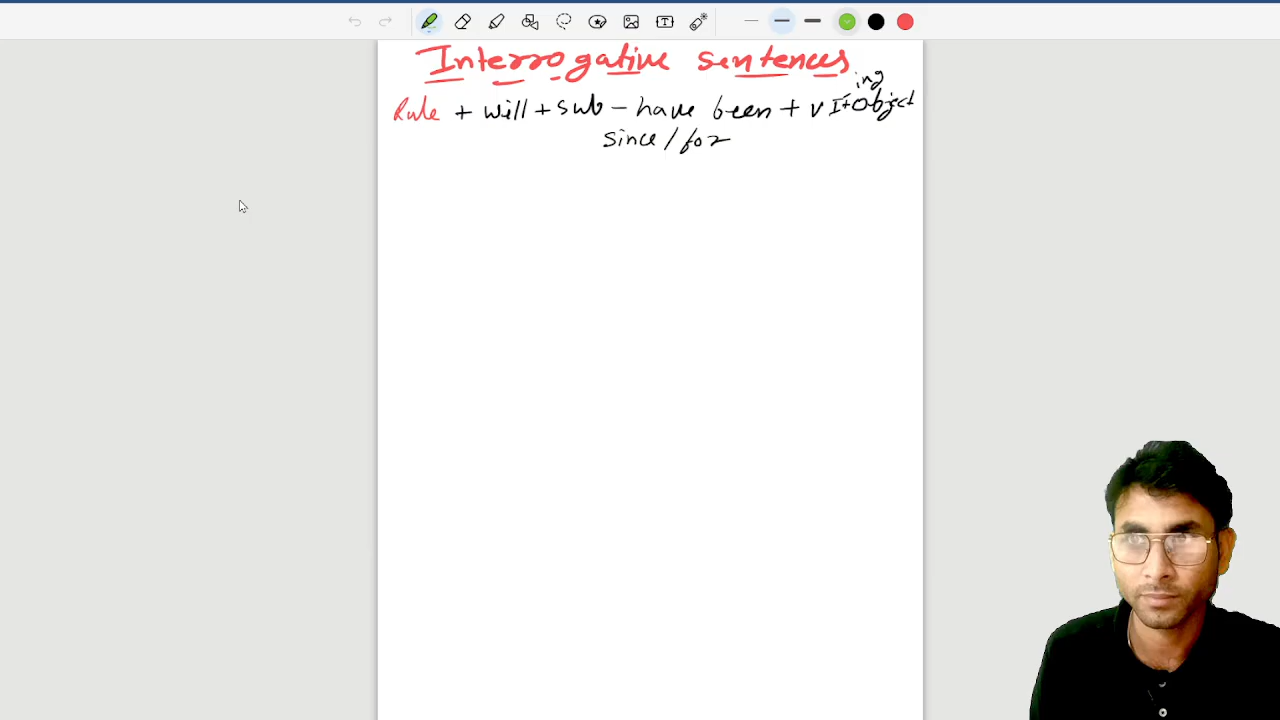 Interrogative sentences
Rule + will + sub - have been + v I ing + object
since / for